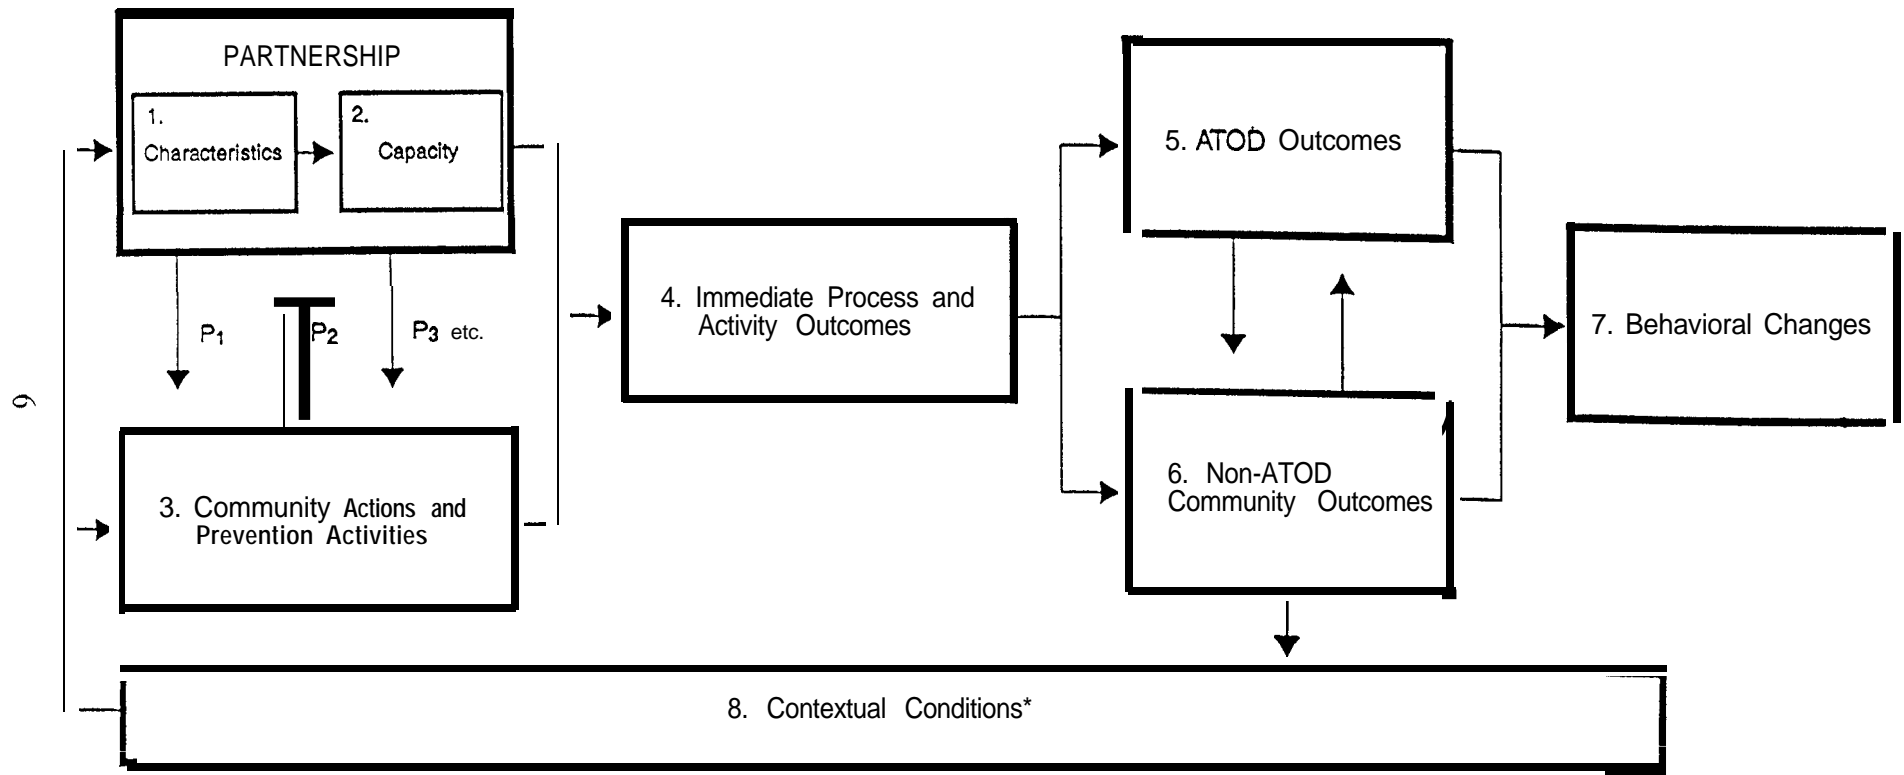 PARTNERSHIP
1.
Characteristics
2.
Capacity
P1
P2
P3 etc.
3. Community Actions and
Prevention Activities
4. Immediate Process and
Activity Outcomes
5. ATOD Outcomes
6. Non-ATOD
Community Outcomes
7. Behavioral Changes
8. Contextual Conditions*
9